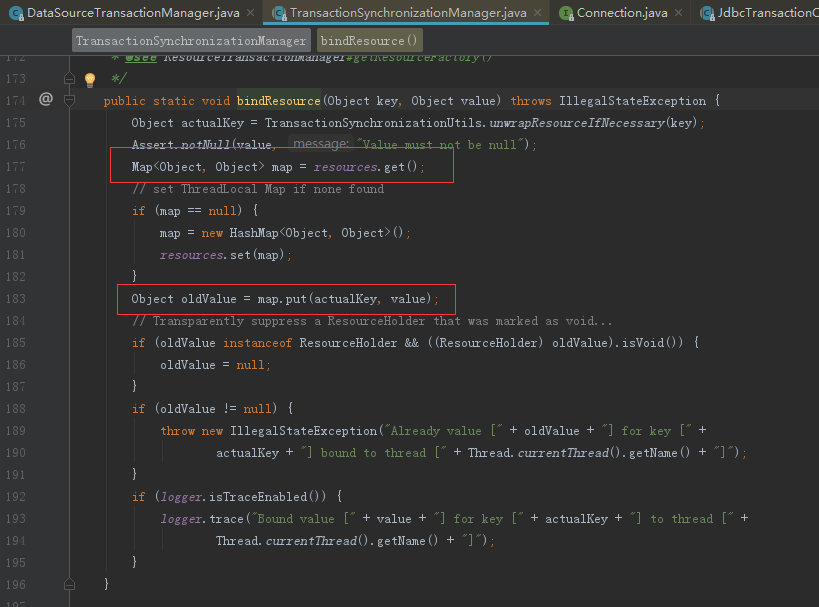 DataSourceTransactionManager.java × TransactionSynchronizationManager.java × Connection.java × JdbcTransactionO
TransactionSynchronizationManager bindResource()
172 * @see ResourceTransactionManager#getResourceFactory()
173 */
174 @ public static void bindResource(Object key, Object value) throws IllegalStateException {
175 Object actualKey = TransactionSynchronizationUtils.unwrapResourceIfNecessary(key);
176 Assert.notNull(value, message: "Value must not be null");
177 Map<Object, Object> map = resources.get();
178 // set ThreadLocal Map if none found
179 if (map == null) {
180 map = new HashMap<Object, Object>();
181 resources.set(map);
182 }
183 Object oldValue = map.put(actualKey, value);
184 // Transparently suppress a ResourceHolder that was marked as void...
185 if (oldValue instanceof ResourceHolder && ((ResourceHolder) oldValue).isVoid()) {
186 oldValue = null;
187 }
188 if (oldValue != null) {
189 throw new IllegalStateException("Already value [" + oldValue + "] for key [" +
190 actualKey + "] bound to thread [" + Thread.currentThread().getName() + "]");
191 }
192 if (logger.isTraceEnabled()) {
193 logger.trace("Bound value [" + value + "] for key [" + actualKey + "] to thread [" +
194 Thread.currentThread().getName() + "]");
195 }
196 }
197